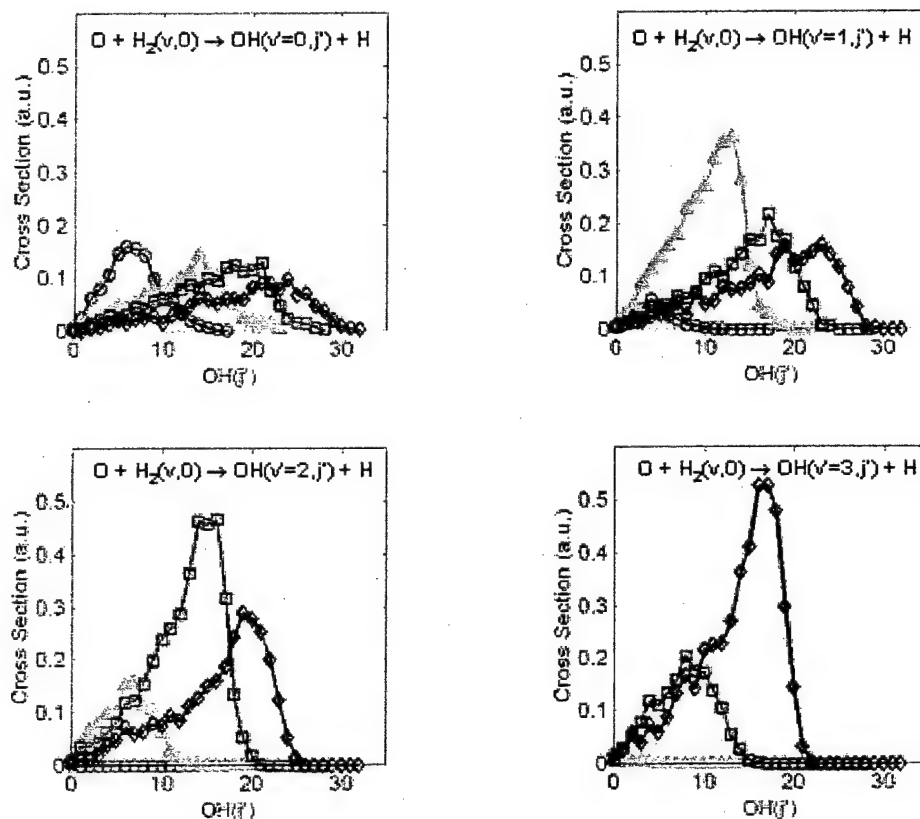 O + H₂(v,0) → OH(v'=0,j') + H
Cross Section (a.u.)
0.5
0.4
0.3
0.2
0.1
0
0 10 20 30
OH(j')
O + H₂(v,0) → OH(v'=1,j') + H
Cross Section (a.u.)
0.5
0.4
0.3
0.2
0.1
0
0 10 20 30
OH(j')
O + H₂(v,0) → OH(v'=2,j') + H
Cross Section (a.u.)
0.5
0.4
0.3
0.2
0.1
0
0 10 20 30
OH(j')
O + H₂(v,0) → OH(v'=3,j') + H
Cross Section (a.u.)
0.5
0.4
0.3
0.2
0.1
0
0 10 20 30
OH(j')